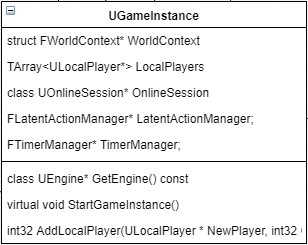 UGameInstance
struct FWorldContext* WorldContext
TArray<ULocalPlayer*> LocalPlayers
class UOnlineSession* OnlineSession
FLatentActionManager* LatentActionManager;
FTimerManager* TimerManager;
class UEngine* GetEngine() const
virtual void StartGameInstance()
int32 AddLocalPlayer(ULocalPlayer * NewPlayer, int32 C